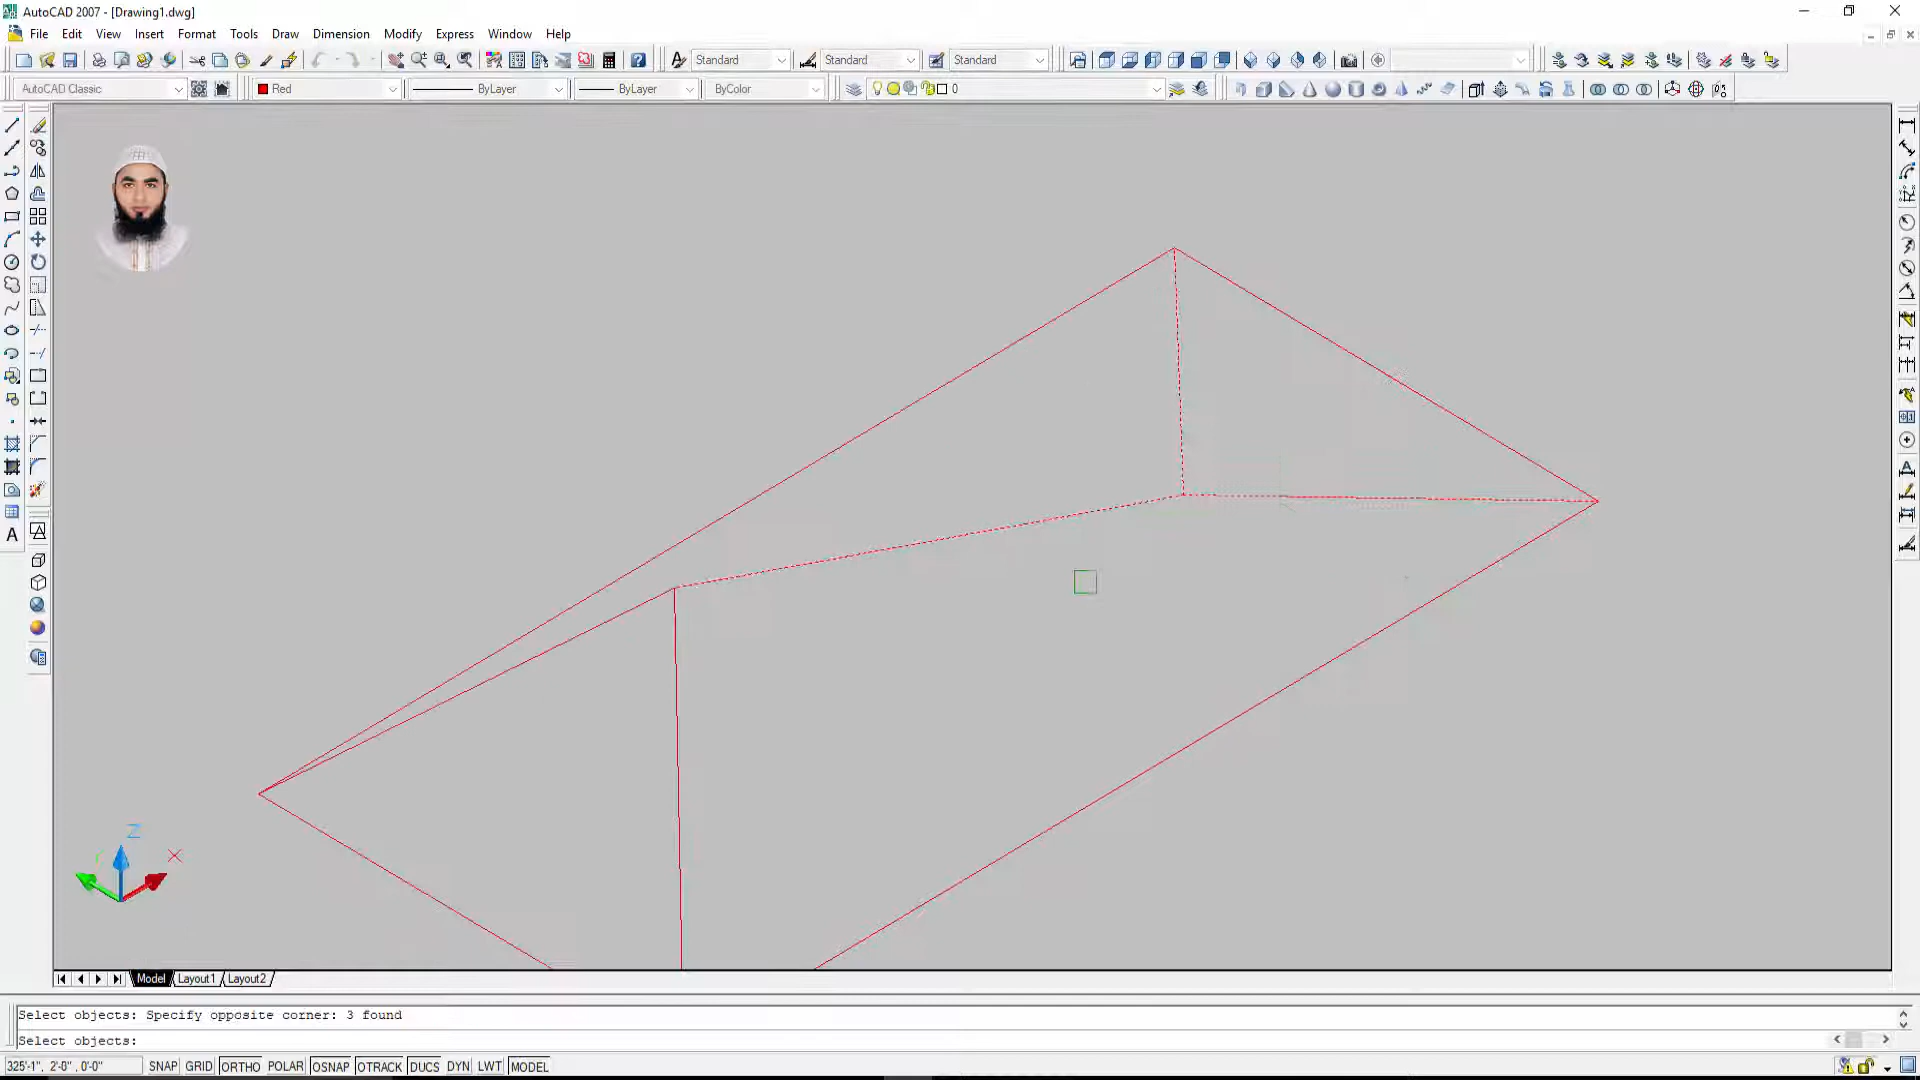 AutoCAD 2007 - [Drawing1.dwg]
File Edit View Insert Format Tools Draw Dimension Modify Express Window Help
Standard Standard Standard
AutoCAD Classic Red ByLayer ByLayer ByColor 0
Z
X
Model Layout1 Layout2
Select objects: Specify opposite corner: 3 found
Select objects:
325'-1", 2'-8" , 0'-0" SNAP GRID ORTHO POLAR OSNAP OTRACK DUCS DYN LWT MODEL